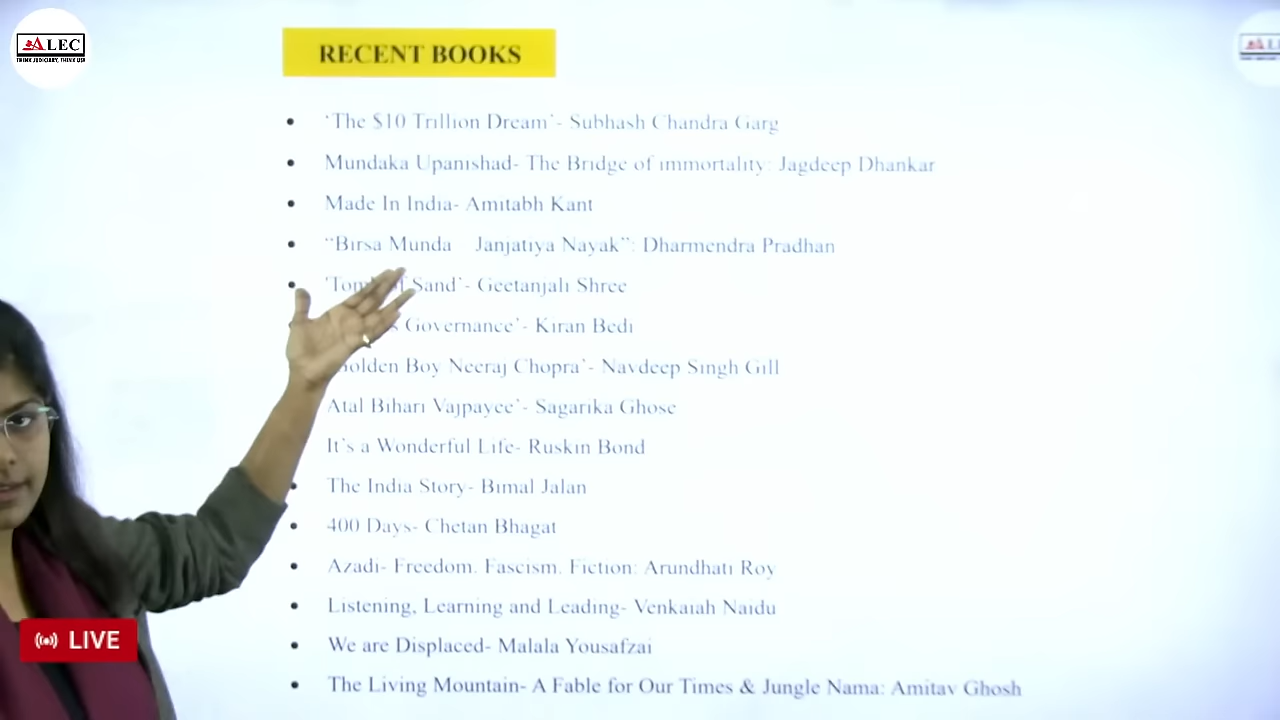 ALEC
THINK JUDICIARY, THINK US!
RECENT BOOKS
‘The $10 Trillion Dream’- Subhash Chandra Garg
Mundaka Upanishad- The Bridge of immortality: Jagdeep Dhankar
Made In India- Amitabh Kant
“Birsa Munda Janjatiya Nayak”: Dharmendra Pradhan
Sand’- Geetanjali Shree
Governance’- Kiran Bedi
Boy Neeraj Chopra’- Navdeep Singh Gill
Atal Bihari Vajpayee’- Sagarika Ghose
It’s a Wonderful Life- Ruskin Bond
The India Story- Bimal Jalan
400 Days- Chetan Bhagat
Azadi- Freedom. Fascism. Fiction: Arundhati Roy
Listening, Learning and Leading- Venkaiah Naidu
LIVE
We are Displaced- Malala Yousafzai
The Living Mountain- A Fable for Our Times & Jungle Nama: Amitav Ghosh